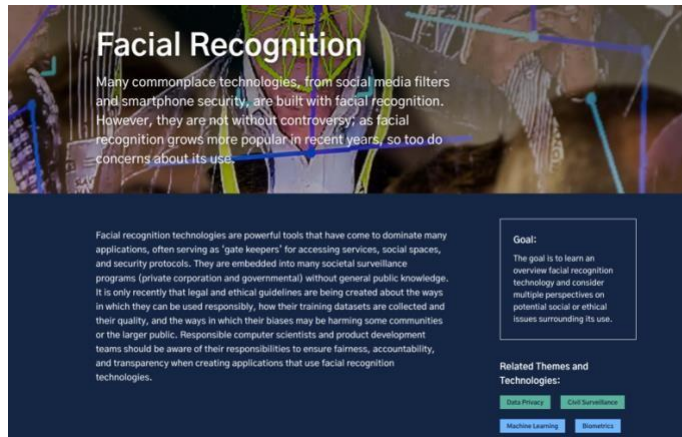 Facial Recognition
Many commonplace technologies, from social media filters
and smartphone security, are built with facial recognition.
However, they are not without controversy; as facial
recognition grows more popular in recent years, so too do
concerns about its use.
Facial recognition technologies are powerful tools that have come to dominate many
applications, often serving as 'gate keepers' for accessing services, social spaces,
and security protocols. They are embedded into many societal surveillance
programs (private corporation and governmental) without general public knowledge.
It is only recently that legal and ethical guidelines are being created about the ways
in which they can be used responsibly, how their training datasets are collected and
their quality, and the ways in which their biases may be harming some communities
or the larger public. Responsible computer scientists and product development
teams should be aware of their responsibilities to ensure fairness, accountability,
and transparency when creating applications that use facial recognition
technologies.
Goal:
The goal is to learn an
overview facial recognition
technology and consider
multiple perspectives on
potential social or ethical
issues surrounding its use.
Related Themes and
Technologies:
Data Privacy Civil Surveillance
Machine Learning Biometrics